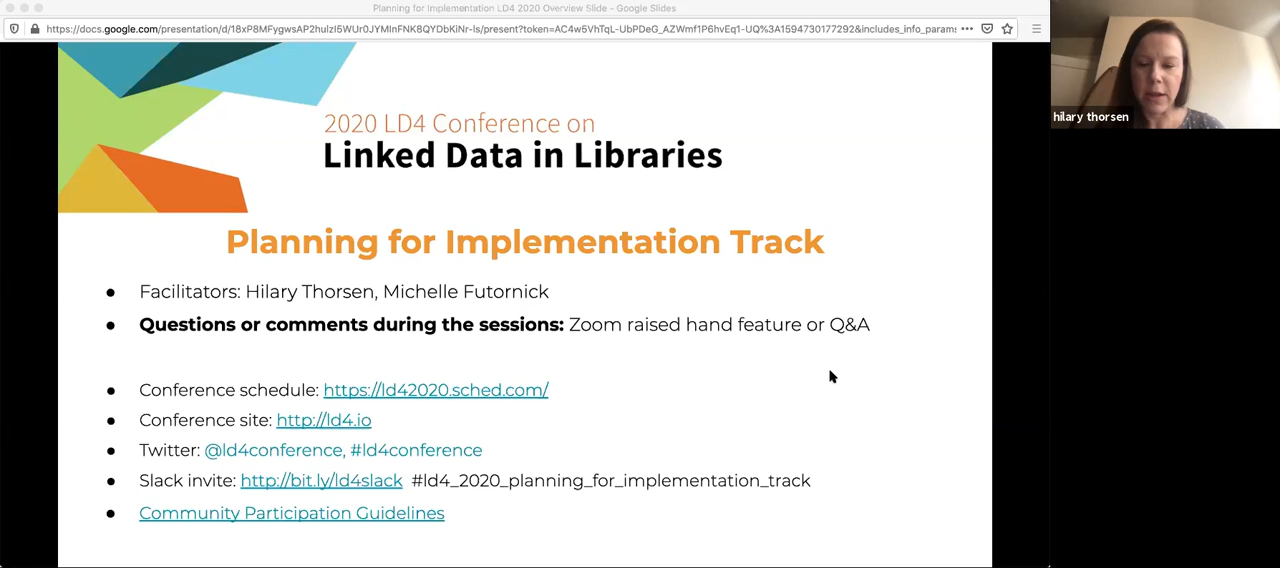 Planning for Implementation LD4 2020 Overview Slide - Google Slides
https://docs.google.com/presentation/d/18xP8MFygwsAP2hulzI5WUr0JYMInFNK8QYDbKiNr-ls/present?token=AC4w5VhTqL-UbPDeG_AZWmf1P6hvEq1-UQ%3A1594730177292&includes_info_params
hilary thorsen
2020 LD4 Conference on
Linked Data in Libraries
Planning for Implementation Track
● Facilitators: Hilary Thorsen, Michelle Futornick
● Questions or comments during the sessions: Zoom raised hand feature or Q&A
● Conference schedule: https://ld42020.sched.com/
● Conference site: http://ld4.io
● Twitter: @ld4conference, #ld4conference
● Slack invite: http://bit.ly/ld4slack #ld4_2020_planning_for_implementation_track
● Community Participation Guidelines